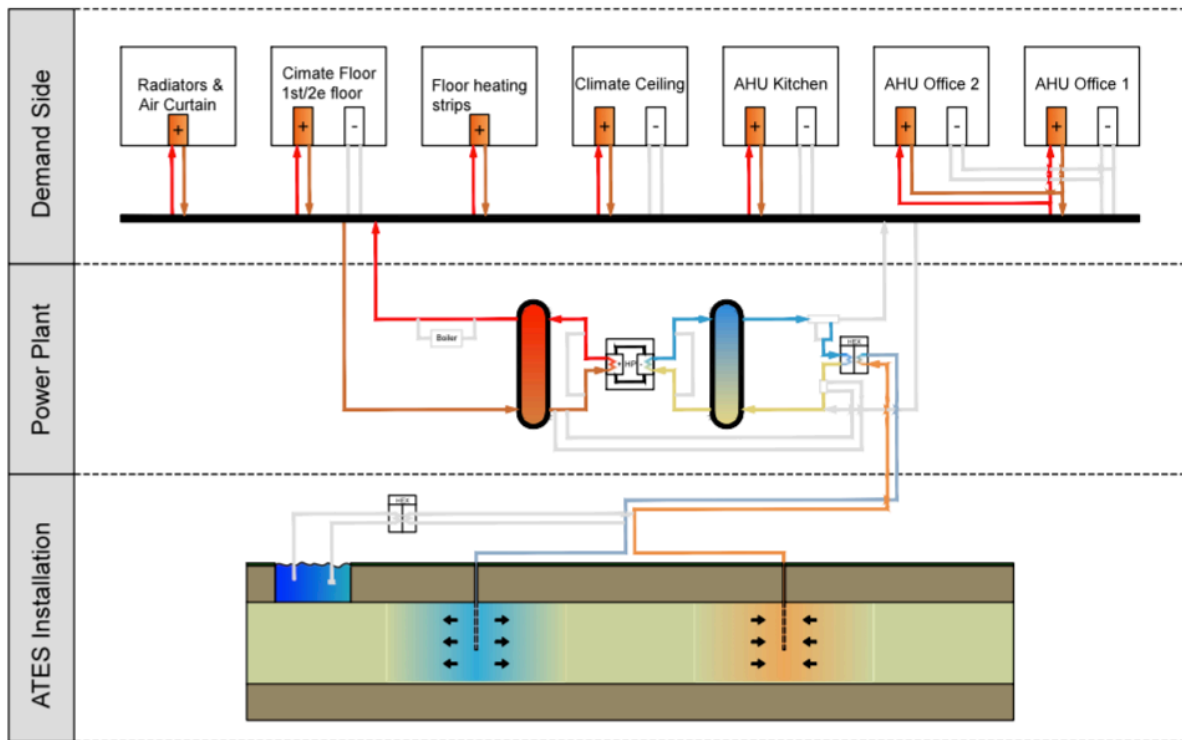 Demand Side
Radiators &
Air Curtain
+
Cimate Floor
1st/2e floor
+
-
Floor heating
strips
+
Climate Ceiling
+
-
AHU Kitchen
+
-
AHU Office 2
+
-
AHU Office 1
+
-
Power Plant
Boiler
+ HP -
HEX
ATES Installation
HEX